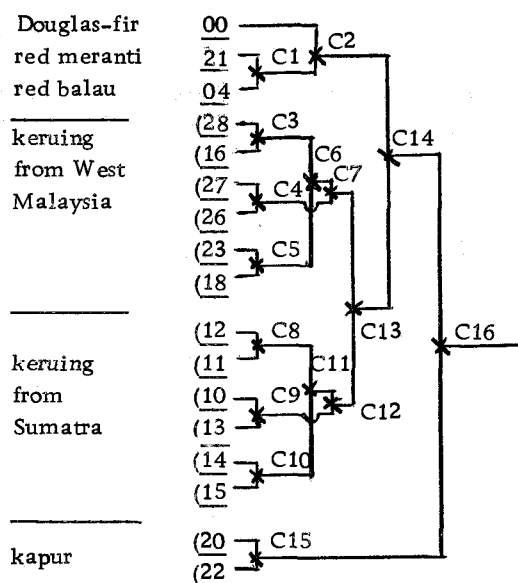 Douglas-fir 00 C2
red meranti 21 C1
red balau 04
(28 C3
keruing (16 C14
from West C6
Malaysia (27 C4 C7
(26
(23 C5
(18
(12 C8 C13 C16
(11 C11
keruing
from (10 C9
Sumatra (13 C12
(14 C10
(15
(20 C15
kapur (22